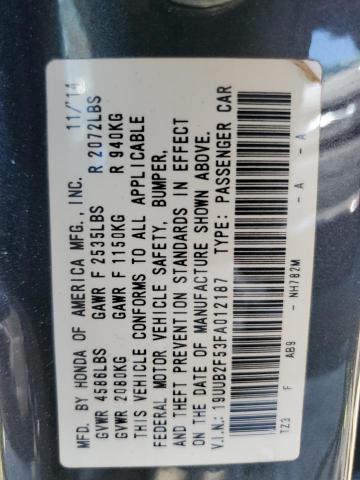 MFD. BY HONDA OF AMERICA MFG., INC. 11/'14
GVWR 4586LBS GAWR F 2535LBS R 2072LBS
GVWR 2080KG GAWR F 1150KG R 940KG
THIS VEHICLE CONFORMS TO ALL APPLICABLE
FEDERAL MOTOR VEHICLE SAFETY, BUMPER,
AND THEFT PREVENTION STANDARDS IN EFFECT
ON THE DATE OF MANUFACTURE SHOWN ABOVE.
V.I.N.: 19UUB2F53FA012187 TYPE: PASSENGER CAR
TZ3 F AB9 - NH782M - A - A